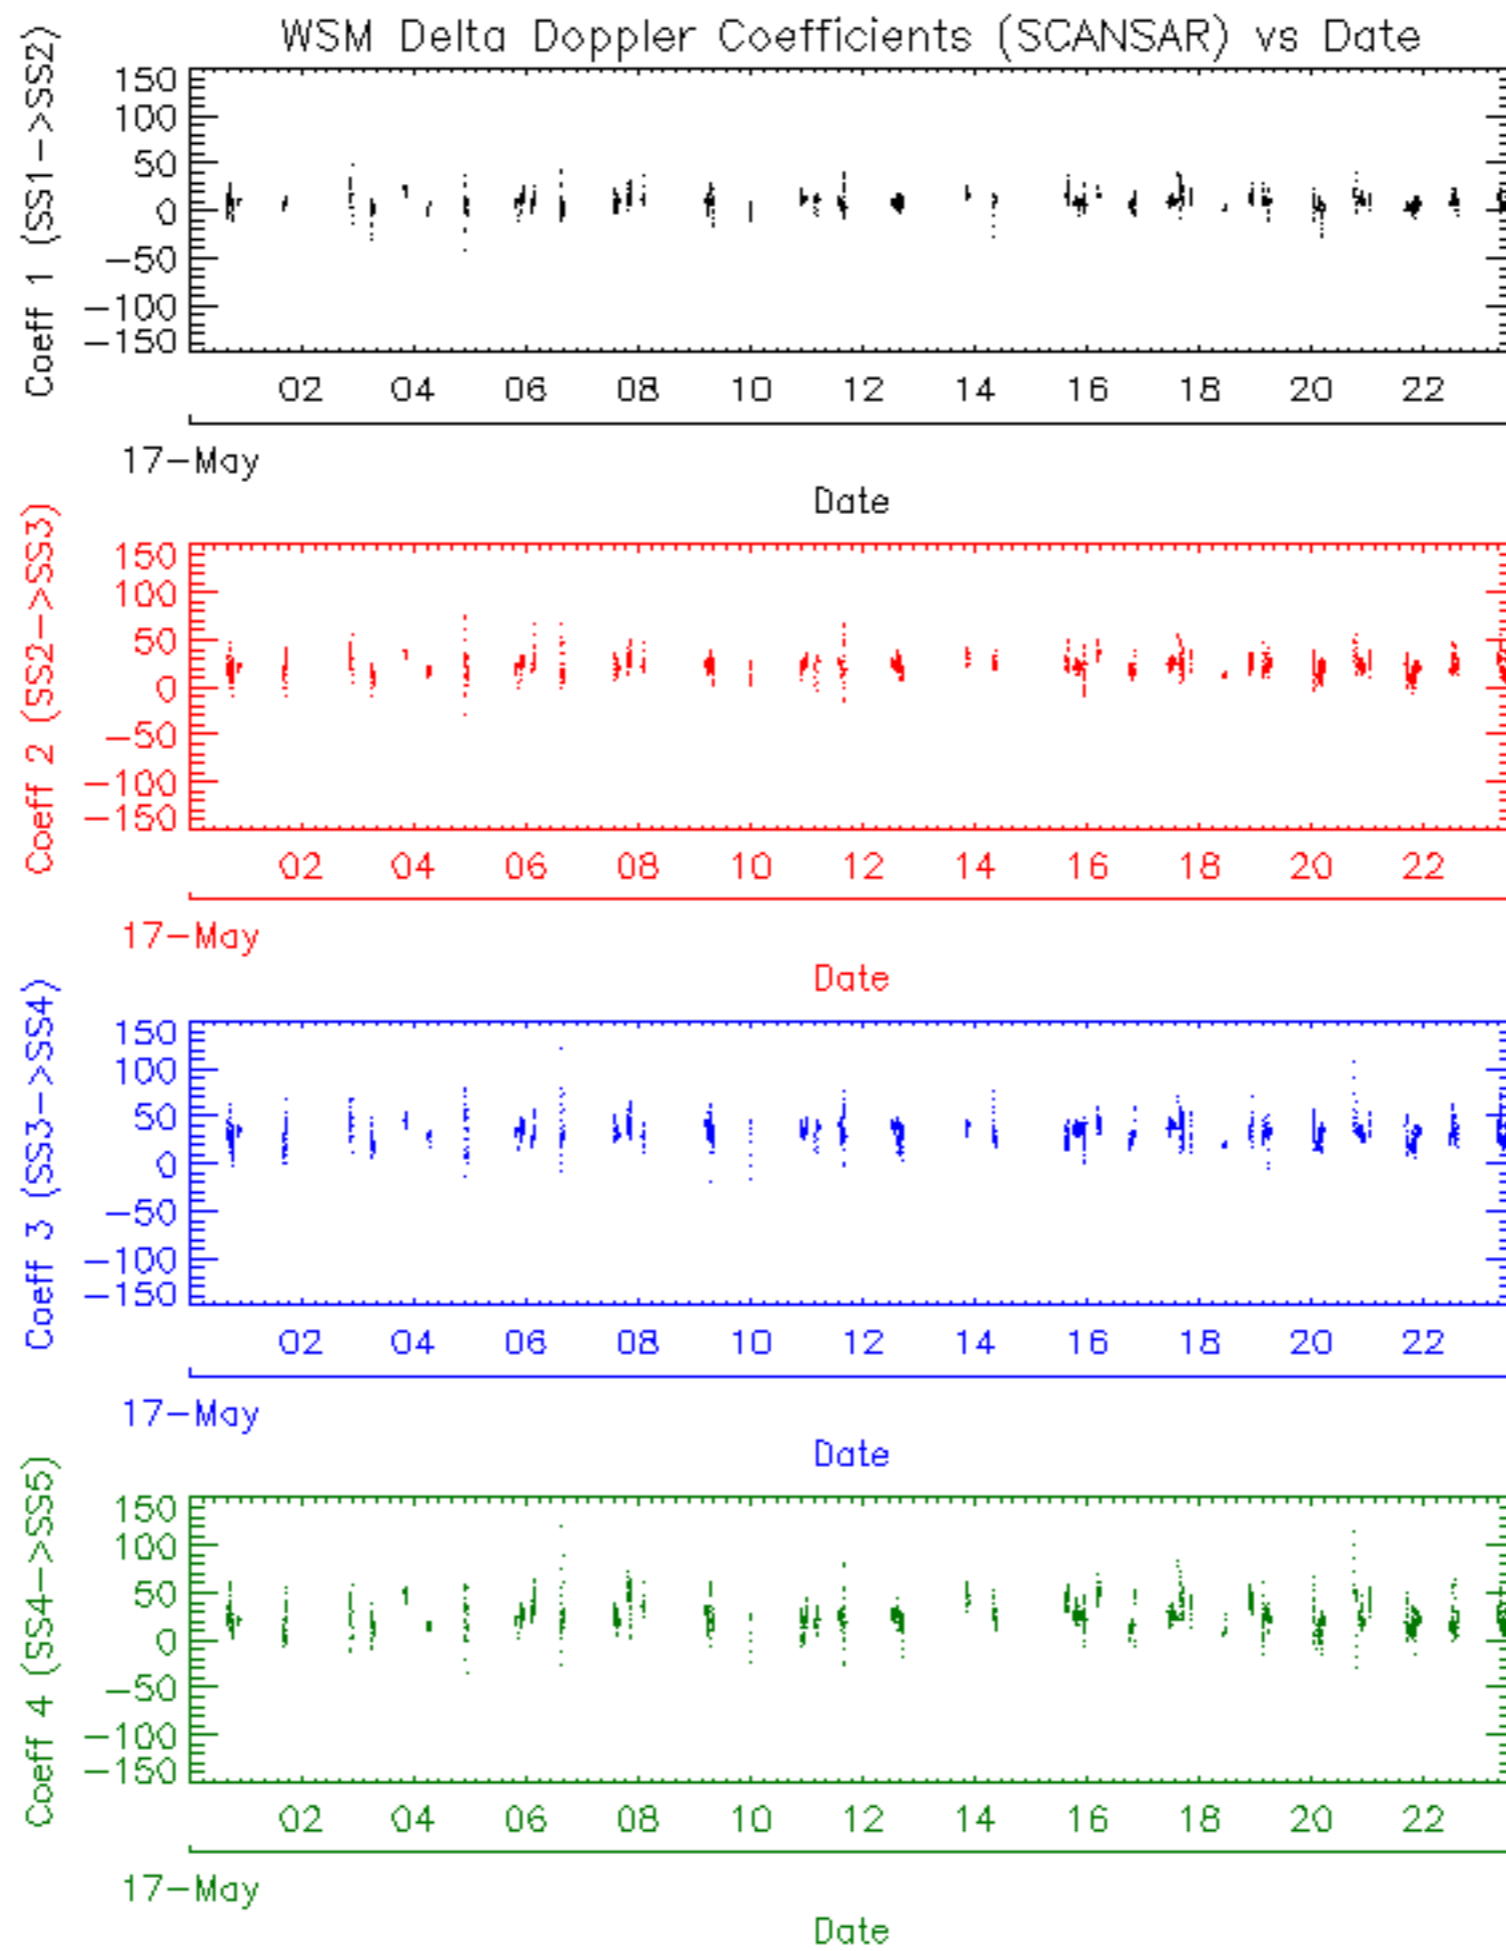 WSM Delta Doppler Coefficients (SCANSAR) vs Date
Coeff 1 (SS1->SS2)
150
100
50
0
-50
-100
-150
02 04 06 08 10 12 14 16 18 20 22
17-May
Date
Coeff 2 (SS2->SS3)
150
100
50
0
-50
-100
-150
02 04 06 08 10 12 14 16 18 20 22
17-May
Date
Coeff 3 (SS3->SS4)
150
100
50
0
-50
-100
-150
02 04 06 08 10 12 14 16 18 20 22
17-May
Date
Coeff 4 (SS4->SS5)
150
100
50
0
-50
-100
-150
02 04 06 08 10 12 14 16 18 20 22
17-May
Date